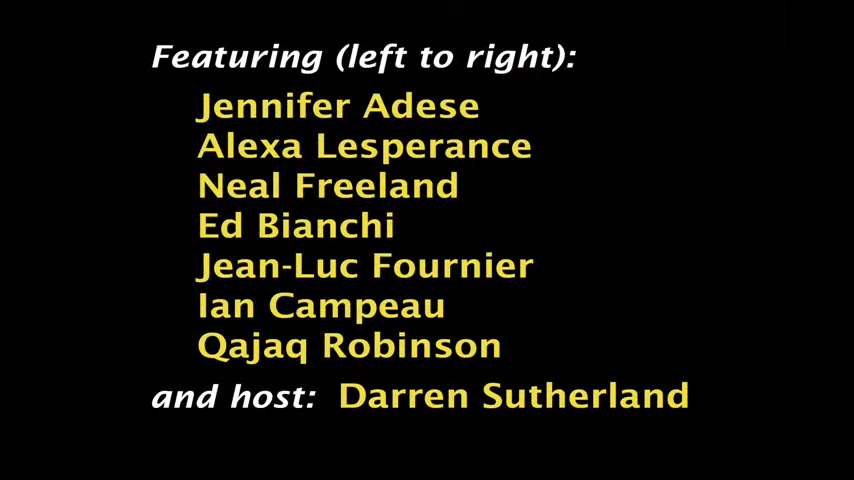 Featuring (left to right):
Jennifer Adese
Alexa Lesperance
Neal Freeland
Ed Bianchi
Jean-Luc Fournier
Ian Campeau
Qajaq Robinson
and host: Darren Sutherland